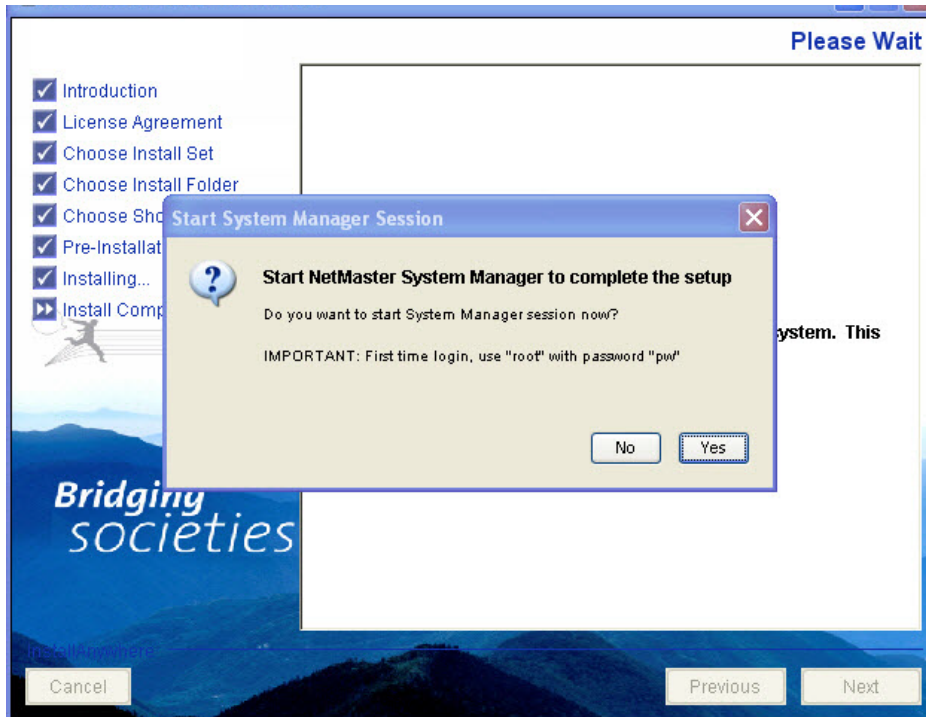 Please Wait
Introduction
License Agreement
Choose Install Set
Choose Install Folder
Choose Sho
Pre-Installat
Installing...
Install Comp
Start System Manager Session
Start NetMaster System Manager to complete the setup
Do you want to start System Manager session now?
IMPORTANT: First time login, use "root" with password "pw"
No
Yes
system. This
Bridging
societies
InstallAnywhere
Cancel
Previous
Next